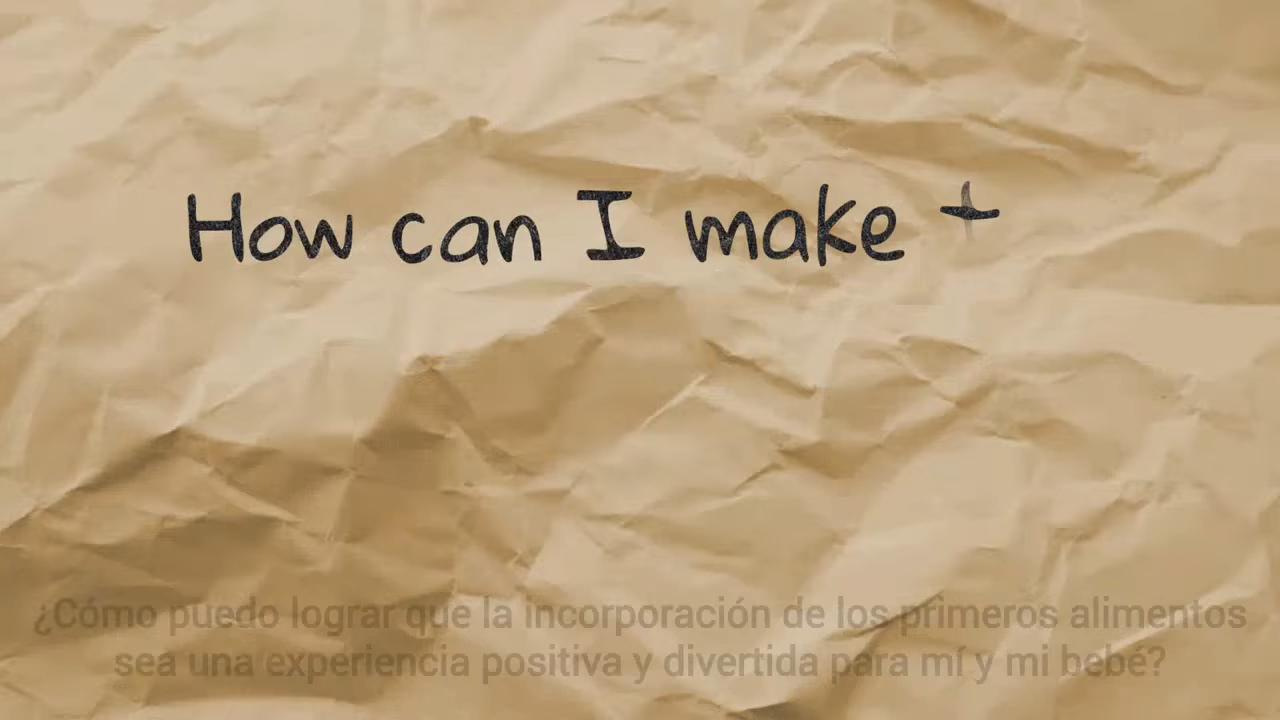 How can I make t
¿Cómo puedo lograr que la incorporación de los primeros alimentos
sea una experiencia positiva y divertida para mí y mi bebé?